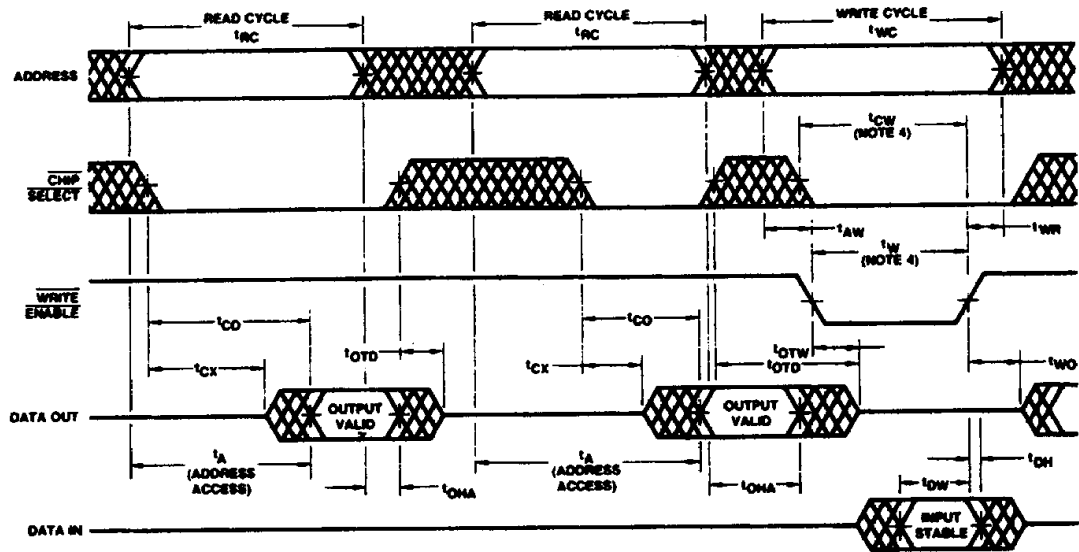 READ CYCLE
tRC
READ CYCLE
tRC
WRITE CYCLE
tWC
ADDRESS
tCW
(NOTE 4)
CHIP
SELECT
tAW
tWR
tW
(NOTE 4)
WRITE
ENABLE
tCO
tOTD
tCX
tCO
tCX
tOTW
tOTD
tWO
DATA OUT
OUTPUT
VALID
OUTPUT
VALID
tA
(ADDRESS
ACCESS)
tOHA
tA
(ADDRESS
ACCESS)
tOHA
tDH
tDW
DATA IN
INPUT
STABLE